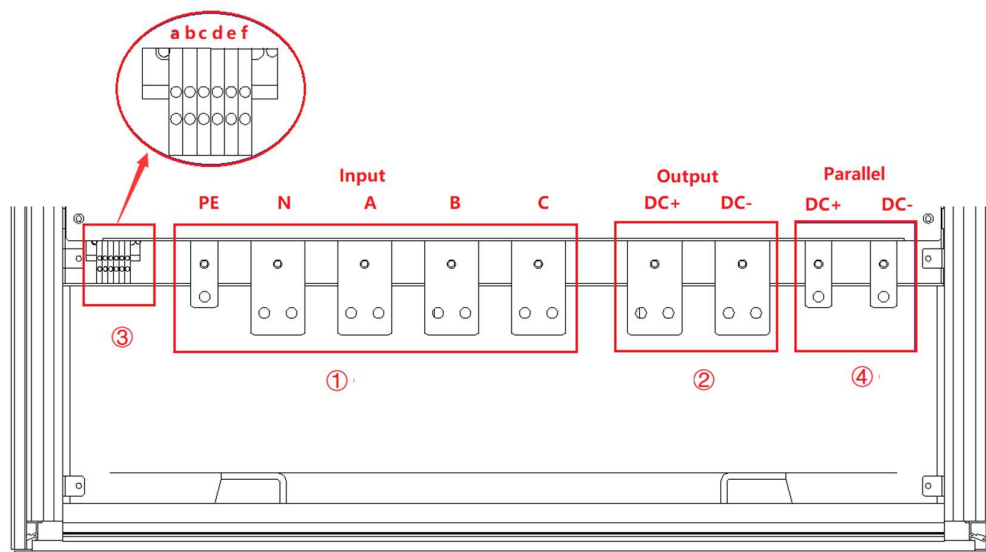 a b c d e f
Input
Output
Parallel
PE N A B C
DC+ DC-
DC+ DC-
③
①
②
④